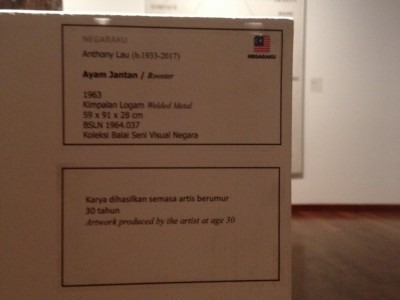 NEGARAKU
Anthony Lau (b.1933-2017)
NEGARAKU
Ayam Jantan / Rooster
1963
Kimpalan Logam Welded Metal
59 x 91 x 28 cm
BSLN 1964.037
Koleksi Balai Seni Visual Negara
Karya dihasilkan semasa artis berumur
30 tahun
Artwork produced by the artist at age 30